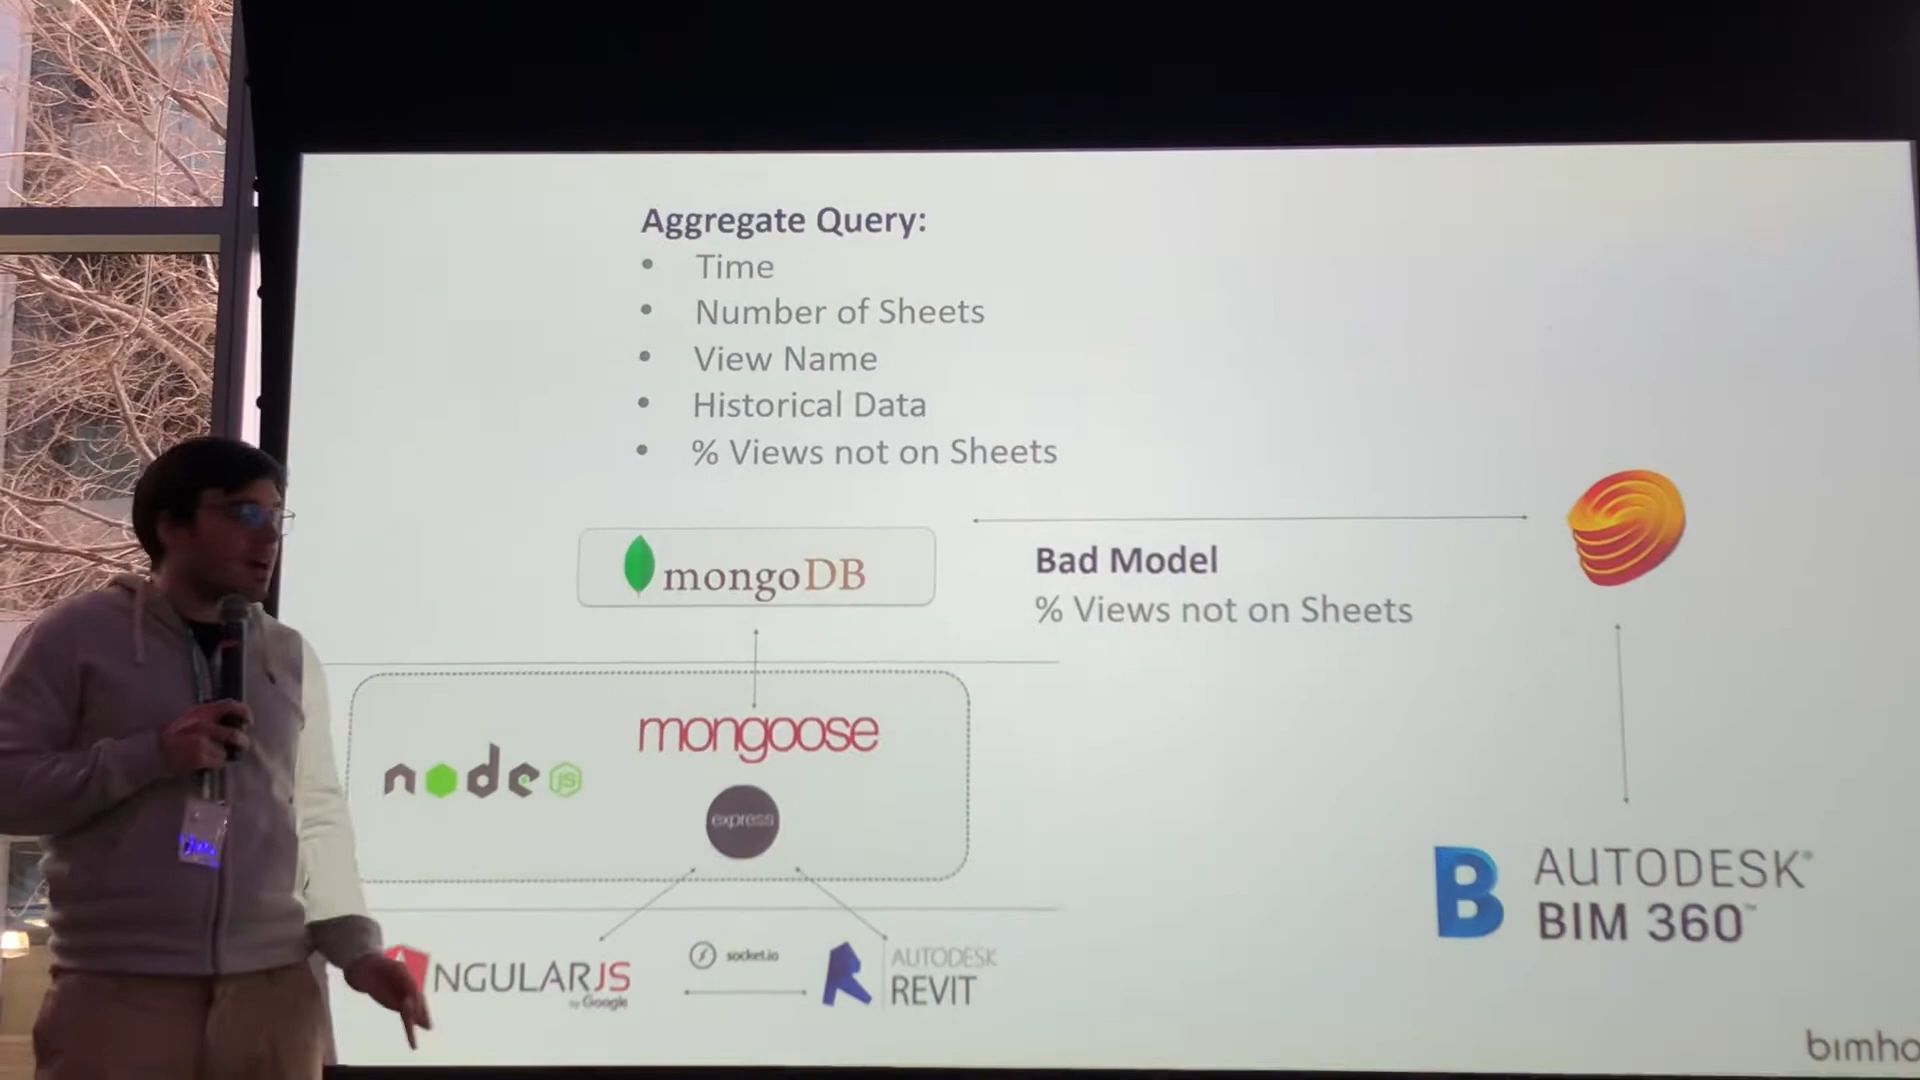 Aggregate Query:
• Time
• Number of Sheets
• View Name
• Historical Data
• % Views not on Sheets
mongoDB
Bad Model
% Views not on Sheets
mongoose
node JS
express
AUTODESK®
BIM 360™
NGULARJS
by Google
socket.io
AUTODESK
REVIT
bimho